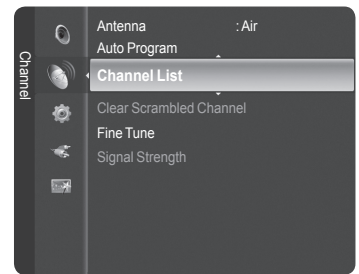 Channel
Antenna : Air
Auto Program
Channel List
Clear Scrambled Channel
Fine Tune
Signal Strength